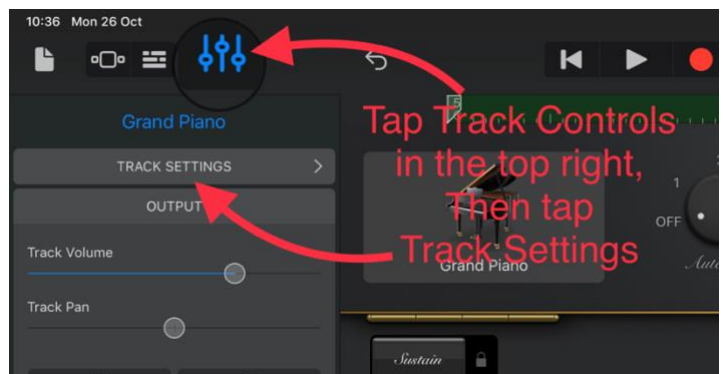 10:36 Mon 26 Oct
Grand Piano
TRACK SETTINGS
OUTPUT
Track Volume
Track Pan
Tap Track Controls
in the top right,
Then tap
Track Settings
Grand Piano
1
OFF
Sustain